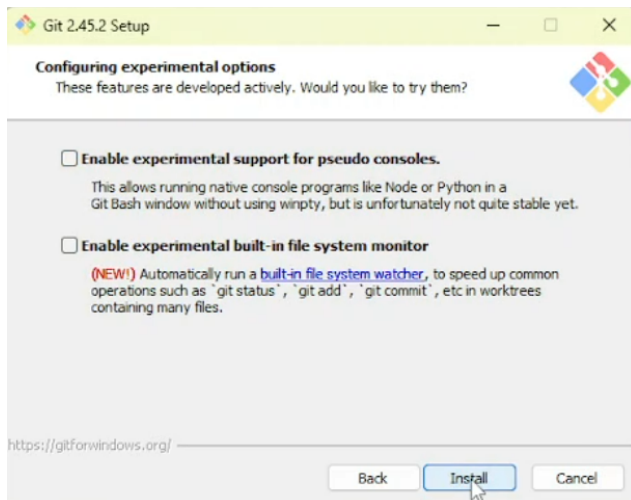 Git 2.45.2 Setup
Configuring experimental options
These features are developed actively. Would you like to try them?
Enable experimental support for pseudo consoles.
This allows running native console programs like Node or Python in a
Git Bash window without using winpty, but is unfortunately not quite stable yet.
Enable experimental built-in file system monitor
(NEW!) Automatically run a built-in file system watcher, to speed up common
operations such as `git status`, `git add`, `git commit`, etc in worktrees
containing many files.
https://gitforwindows.org/
Back Install Cancel